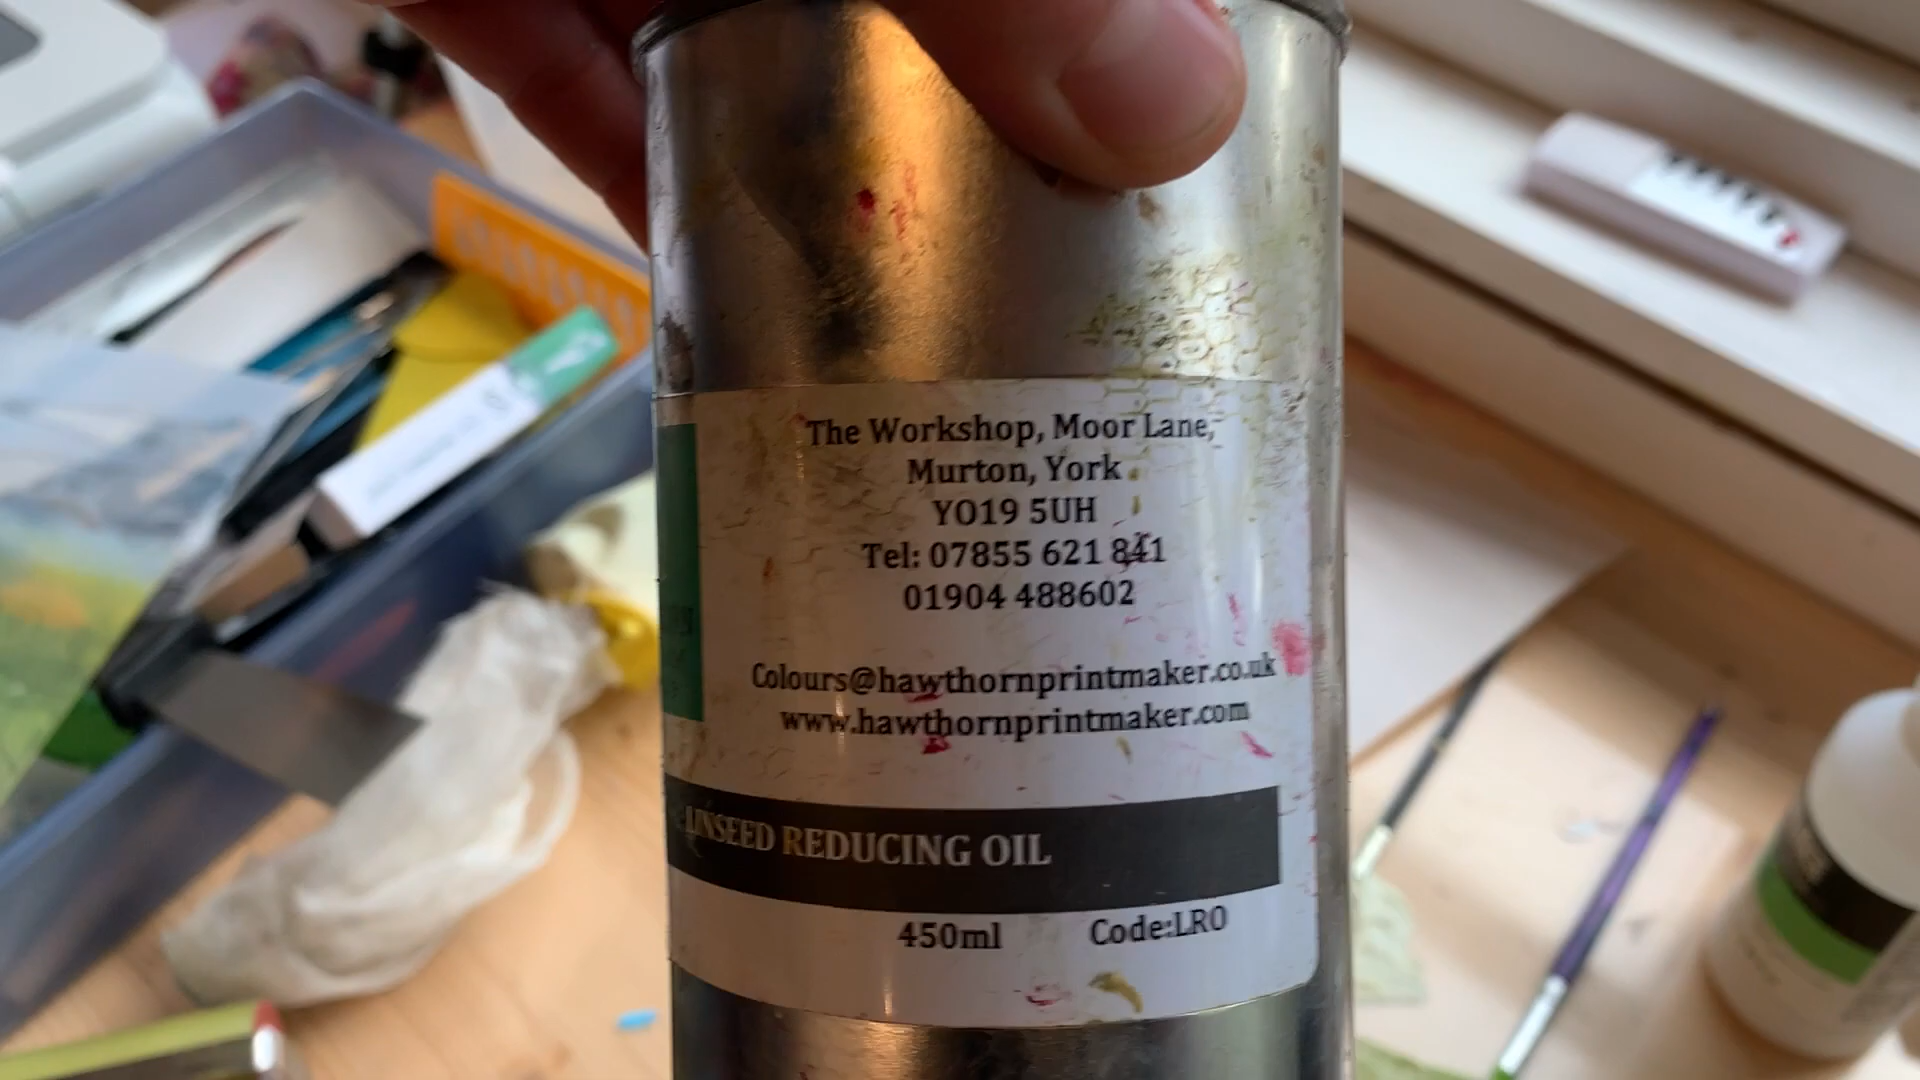 The Workshop, Moor Lane,
Murton, York
YO19 5UH
Tel: 07855 621 841
01904 488602
Colours@hawthornprintmaker.co.uk
www.hawthornprintmaker.com
LINSEED REDUCING OIL
450ml Code:LRO